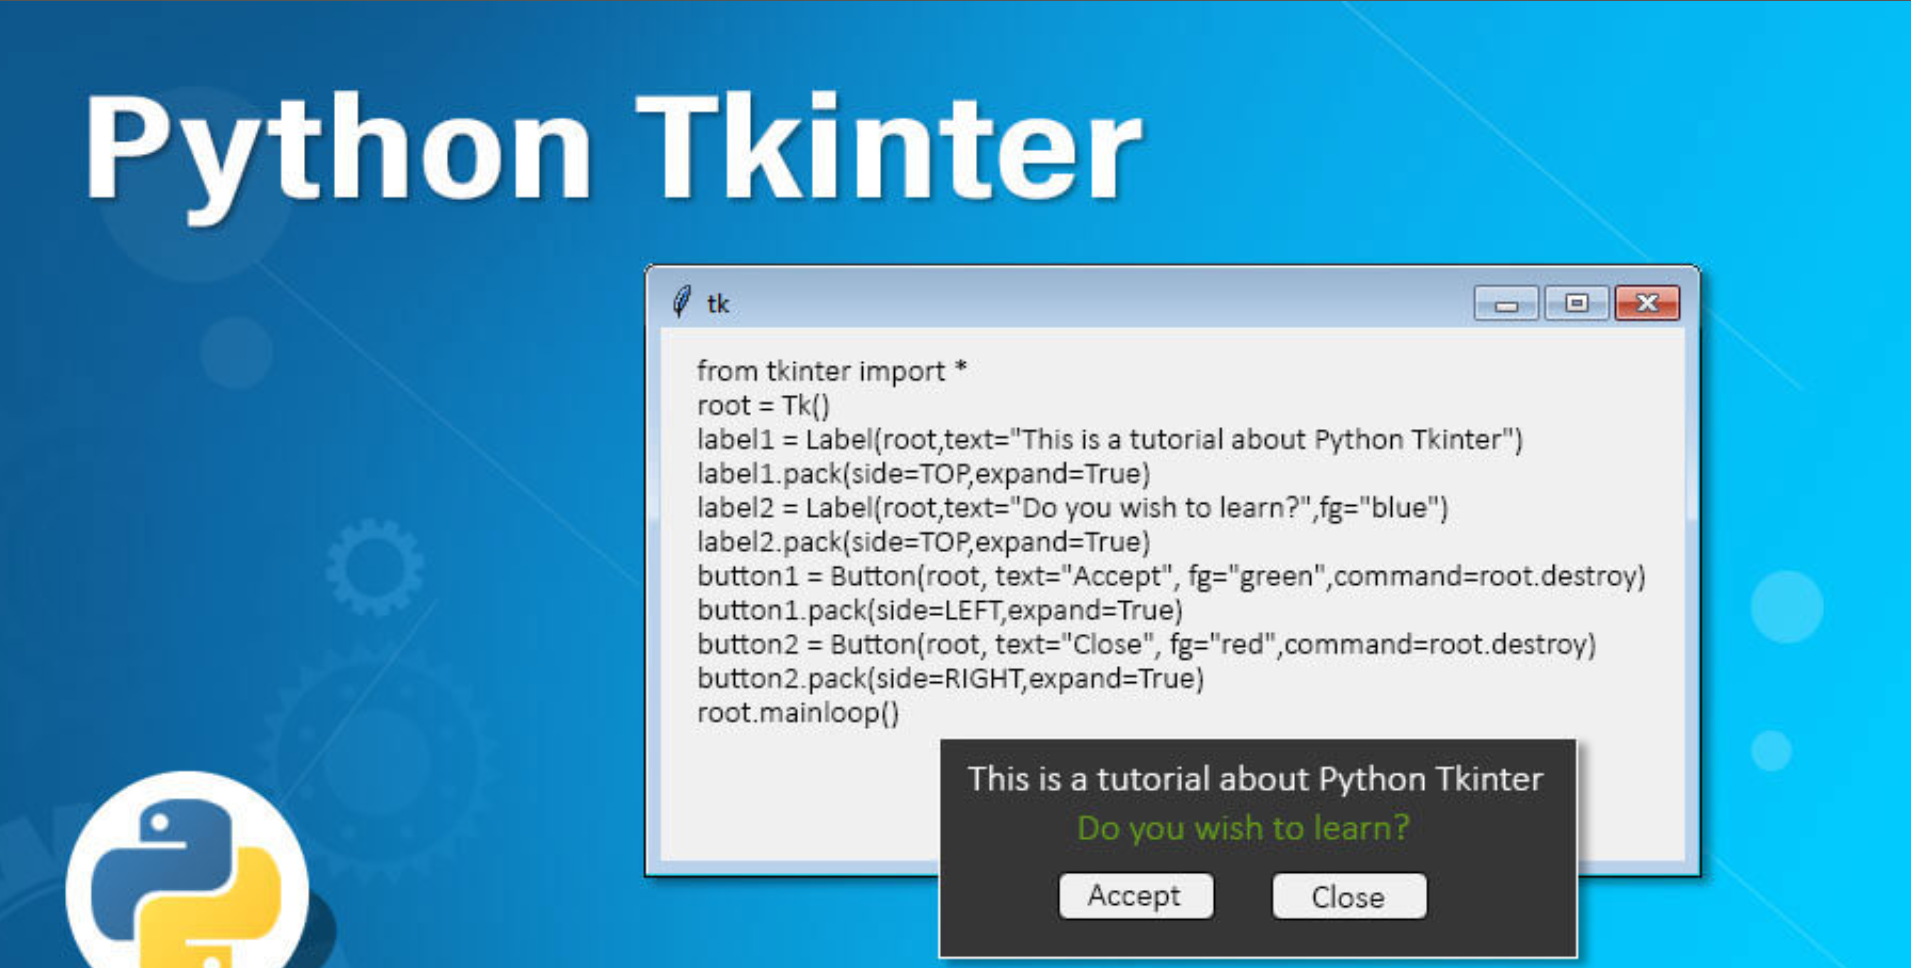 Python Tkinter
tk
from tkinter import *
root = Tk()
label1 = Label(root,text="This is a tutorial about Python Tkinter")
label1.pack(side=TOP,expand=True)
label2 = Label(root,text="Do you wish to learn?",fg="blue")
label2.pack(side=TOP,expand=True)
button1 = Button(root, text="Accept", fg="green",command=root.destroy)
button1.pack(side=LEFT,expand=True)
button2 = Button(root, text="Close", fg="red",command=root.destroy)
button2.pack(side=RIGHT,expand=True)
root.mainloop()
This is a tutorial about Python Tkinter
Do you wish to learn?
Accept Close